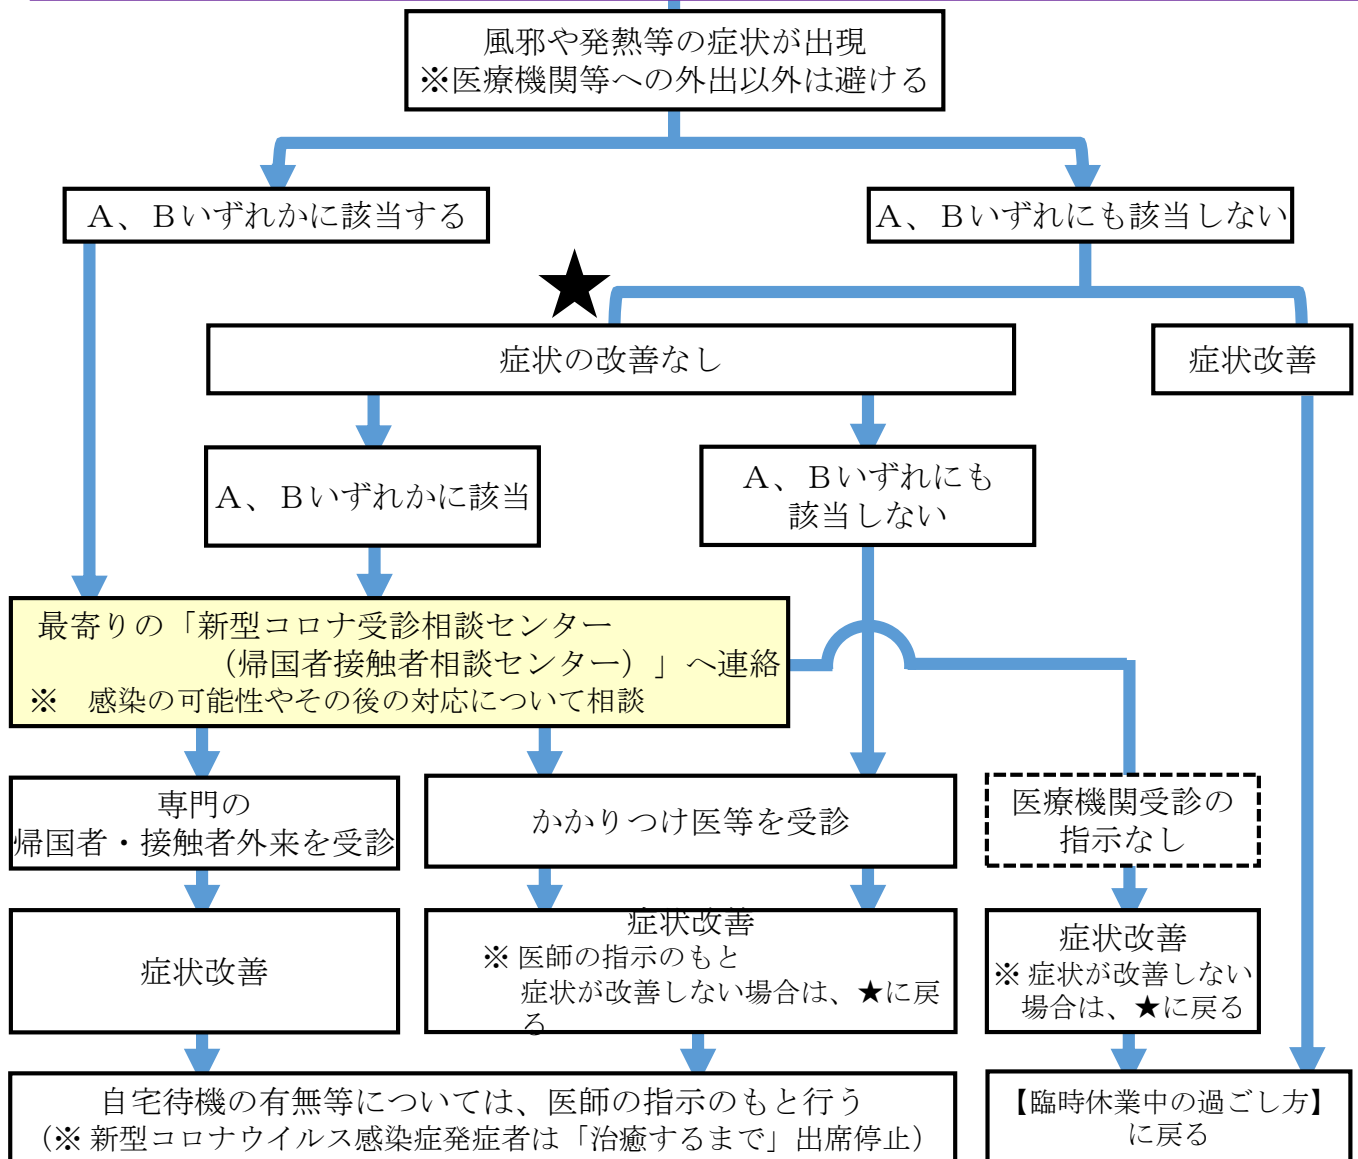 風邪や発熱等の症状が出現
※医療機関等への外出以外は避ける
A、Bいずれかに該当する
A、Bいずれにも該当しない
★
症状の改善なし
症状改善
A、Bいずれかに該当
A、Bいずれにも
該当しない
最寄りの「新型コロナ受診相談センター
（帰国者接触者相談センター）」へ連絡
※　感染の可能性やその後の対応について相談
専門の
帰国者・接触者外来を受診
かかりつけ医等を受診
医療機関受診の
指示なし
症状改善
症状改善
※ 医師の指示のもと
症状が改善しない場合は、★に戻
る
症状改善
※ 症状が改善しない
場合は、★に戻る
自宅待機の有無等については、医師の指示のもと行う
（※ 新型コロナウイルス感染症発症者は「治癒するまで」出席停止）
【臨時休業中の過ごし方】
に戻る